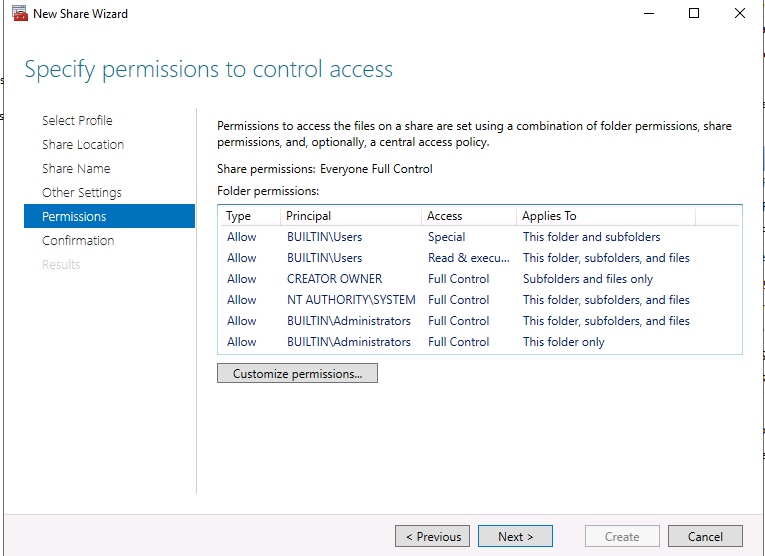 New Share Wizard
Specify permissions to control access
Select Profile
Share Location
Share Name
Other Settings
Permissions
Confirmation
Results
Permissions to access the files on a share are set using a combination of folder permissions, share
permissions, and, optionally, a central access policy.
Share permissions: Everyone Full Control
Folder permissions:
Type Principal Access Applies To
Allow BUILTIN\Users Special This folder and subfolders
Allow BUILTIN\Users Read & execu... This folder, subfolders, and files
Allow CREATOR OWNER Full Control Subfolders and files only
Allow NT AUTHORITY\SYSTEM Full Control This folder, subfolders, and files
Allow BUILTIN\Administrators Full Control This folder, subfolders, and files
Allow BUILTIN\Administrators Full Control This folder only
Customize permissions...
< Previous Next > Create Cancel